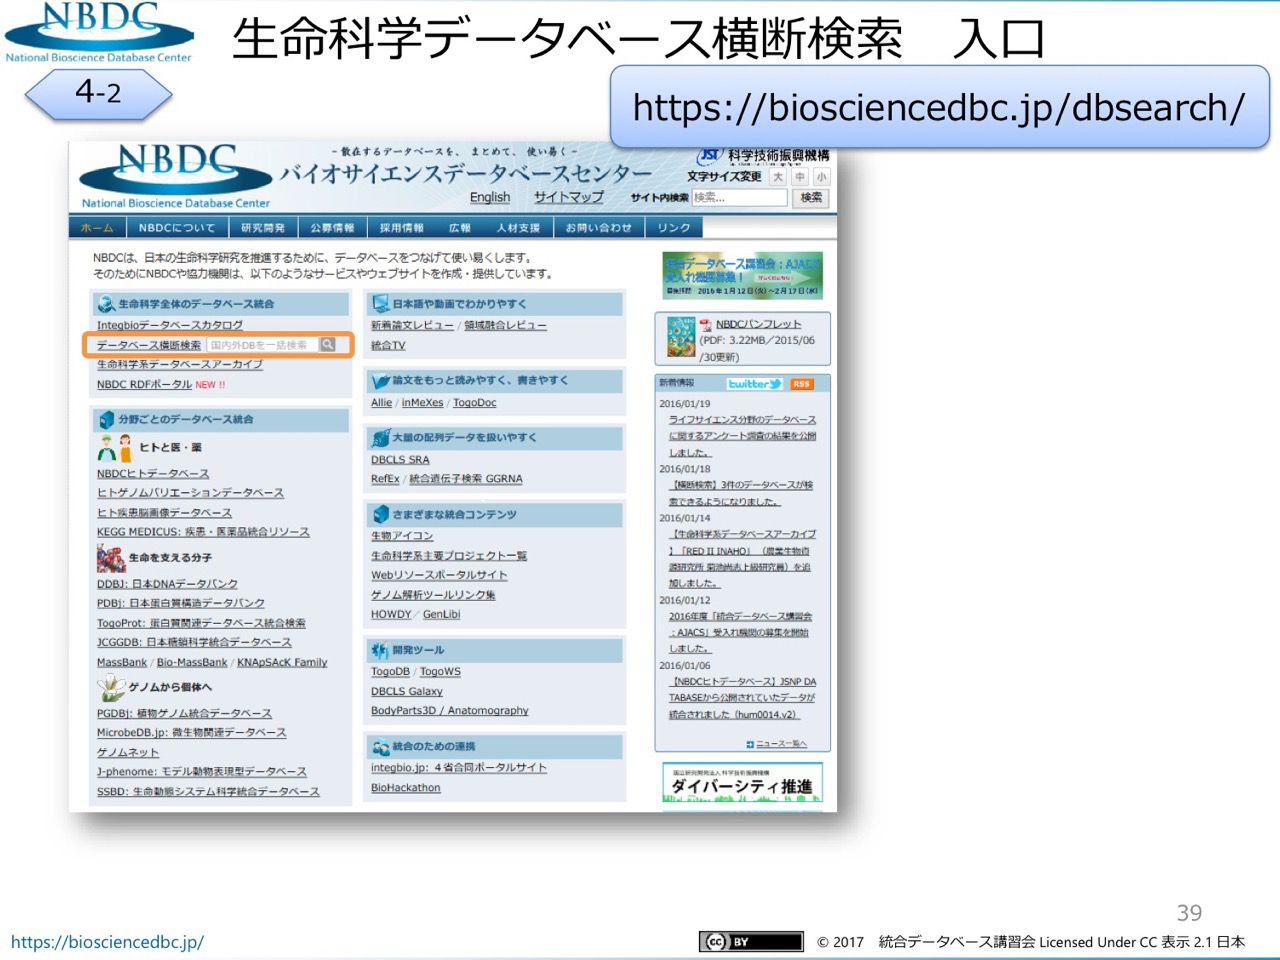 NBDC
National Bioscience Database Center
生命科学データベース横断検索　入口
4-2
https://biosciencedbc.jp/dbsearch/
NBDC
National Bioscience Database Center
-散在するデータベースを、まとめて、使い易く-
バイオサイエンスデータベースセンター
English サイトマップ
JST 科学技術振興機構
文字サイズ変更 大 中 小
サイト内検索 検索... 検索
ホーム NBDCについて 研究開発 公募情報 採用情報 広報 人材支援 お問い合わせ リンク
NBDCは、日本の生命科学研究を推進するために、データベースをつなげて使い易くします。
そのためにNBDCや協力機関は、以下のようなサービスやウェブサイトを作成・提供しています。
生命科学全体のデータベース統合
Integbioデータベースカタログ
データベース横断検索 国内外DBを一括検索
生命科学系データベースアーカイブ
NBDC RDFポータル NEW !!
分野ごとのデータベース統合
ヒトと医・薬
NBDCヒトデータベース
ヒトゲノムバリエーションデータベース
ヒト疾患脳画像データベース
KEGG MEDICUS: 疾患・医薬品統合リソース
生命を支える分子
DDBJ: 日本DNAデータバンク
PDBj: 日本蛋白質構造データバンク
TogoProt: 蛋白質関連データベース統合検索
JCGGDB: 日本糖鎖科学統合データベース
MassBank / Bio-MassBank / KNApSAcK Family
ゲノムから個体へ
PGDBj: 植物ゲノム統合データベース
MicrobeDB.jp: 微生物関連データベース
ゲノムネット
J-phenome: モデル動物表現型データベース
SSBD: 生命動態システム科学統合データベース
日本語や動画でわかりやすく
新着論文レビュー / 領域融合レビュー
統合TV
論文をもっと読みやすく、書きやすく
Allie / inMeXes / TogoDoc
大量の配列データを扱いやすく
DBCLS SRA
RefEx / 統合遺伝子検索 GGRNA
さまざまな統合コンテンツ
生物アイコン
生命科学系主要プロジェクト一覧
Webリソースポータルサイト
ゲノム解析ツールリンク集
HOWDY / GenLibi
開発ツール
TogoDB / TogoWS
DBCLS Galaxy
BodyParts3D / Anatomography
統合のための連携
integbio.jp: 4省合同ポータルサイト
BioHackathon
統合データベース講習会：AJACS
受入れ機関募集！
募集期間 2016年1月12日(火)～2月17日(水)
NBDCパンフレット
(PDF: 3.22MB／2015/06
/30更新)
新着情報 twitter RSS
2016/01/19
ライフサイエンス分野のデータベース
に関するアンケート調査の結果を公開
しました。
2016/01/18
【横断検索】3件のデータベースが検
索できるようになりました。
2016/01/14
【生命科学系データベースアーカイブ
】「RED II INAHO」（農業生物資
源研究所 菊池尚志上級研究員）を追
加しました。
2016/01/12
2016年度「統合データベース講習会
：AJACS」受入れ機関の募集を開始
しました。
2016/01/06
【NBDCヒトデータベース】JSNP DA
TABASEから公開されていたデータが
統合されました（hum0014.v2）
ニュース一覧へ
国立研究開発法人科学技術振興機構
ダイバーシティ推進
39
https://biosciencedbc.jp/
CC BY
© 2017　統合データベース講習会 Licensed Under CC 表示 2.1 日本